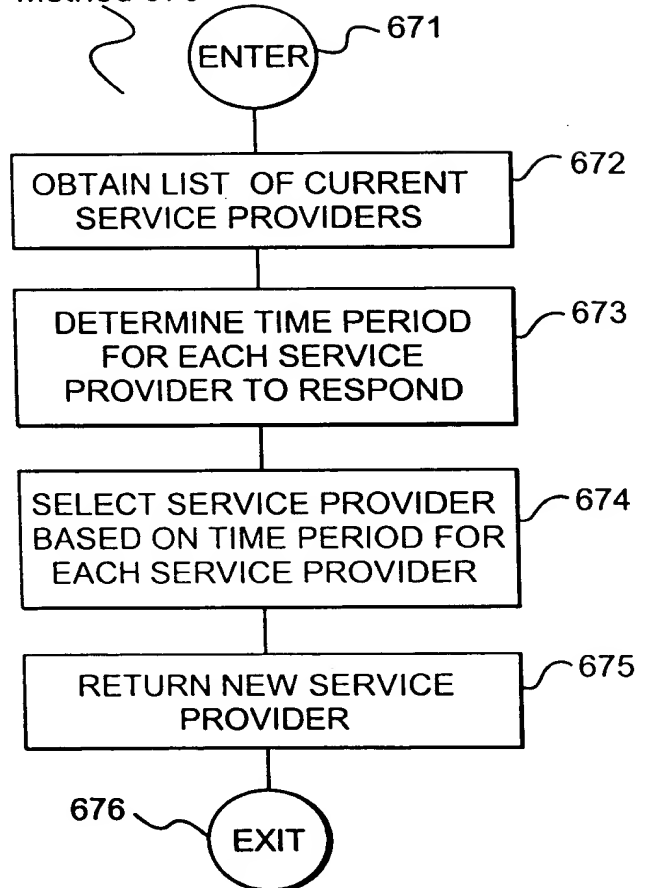 ENTER
671
OBTAIN LIST OF CURRENT
SERVICE PROVIDERS
672
DETERMINE TIME PERIOD
FOR EACH SERVICE
PROVIDER TO RESPOND
673
SELECT SERVICE PROVIDER
BASED ON TIME PERIOD FOR
EACH SERVICE PROVIDER
674
RETURN NEW SERVICE
PROVIDER
675
676
EXIT